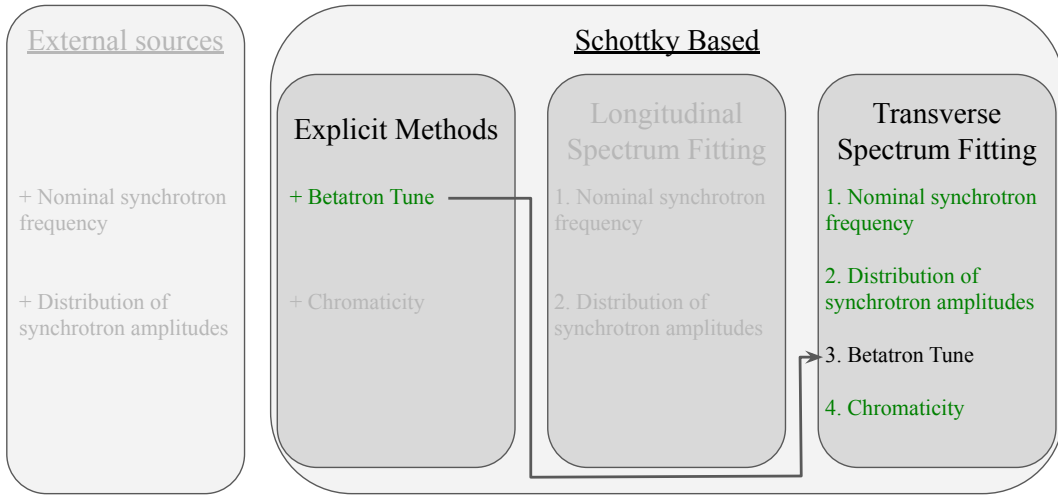 External sources
+ Nominal synchrotron
frequency
+ Distribution of
synchrotron amplitudes
Schottky Based
Explicit Methods
+ Betatron Tune
+ Chromaticity
Longitudinal
Spectrum Fitting
1. Nominal synchrotron
frequency
2. Distribution of
synchrotron amplitudes
Transverse
Spectrum Fitting
1. Nominal synchrotron
frequency
2. Distribution of
synchrotron amplitudes
3. Betatron Tune
4. Chromaticity